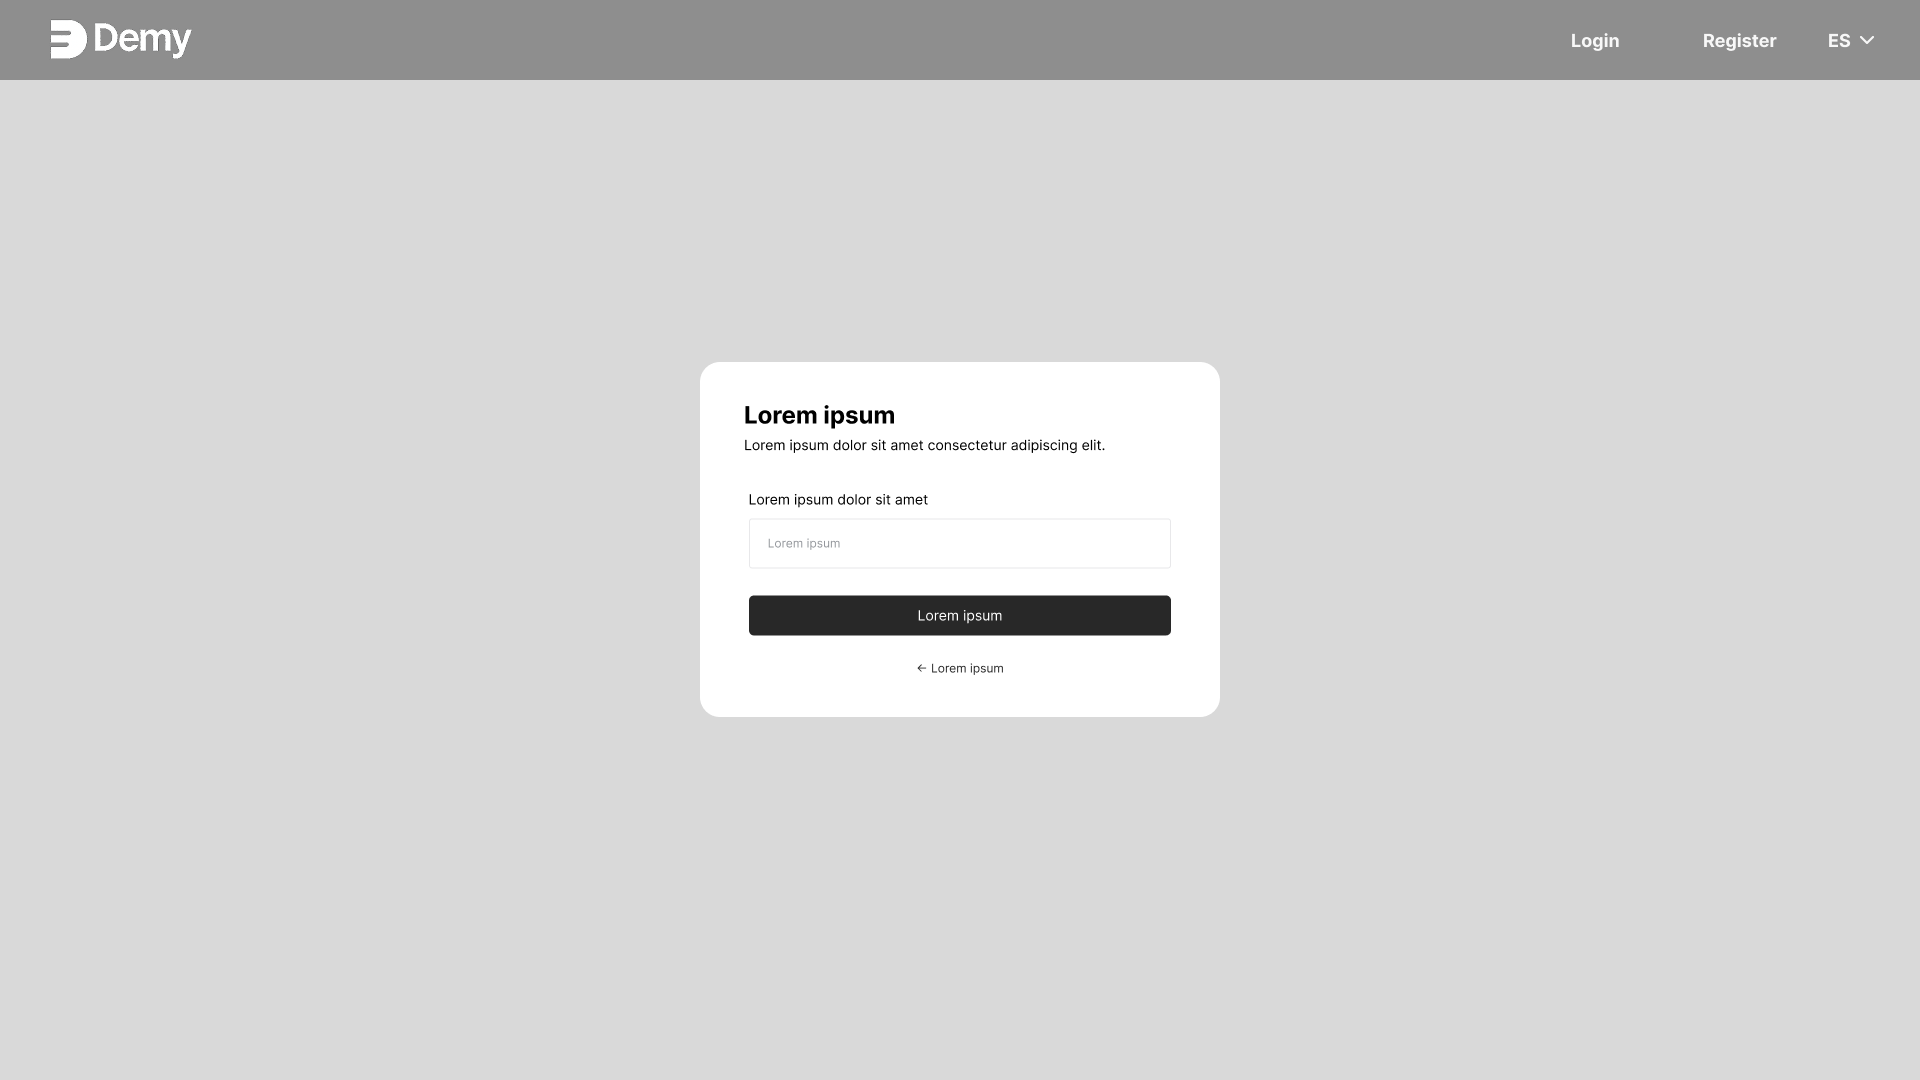 Demy
Login
Register
ES
Lorem ipsum
Lorem ipsum dolor sit amet consectetur adipiscing elit.
Lorem ipsum dolor sit amet
Lorem ipsum
Lorem ipsum
← Lorem ipsum